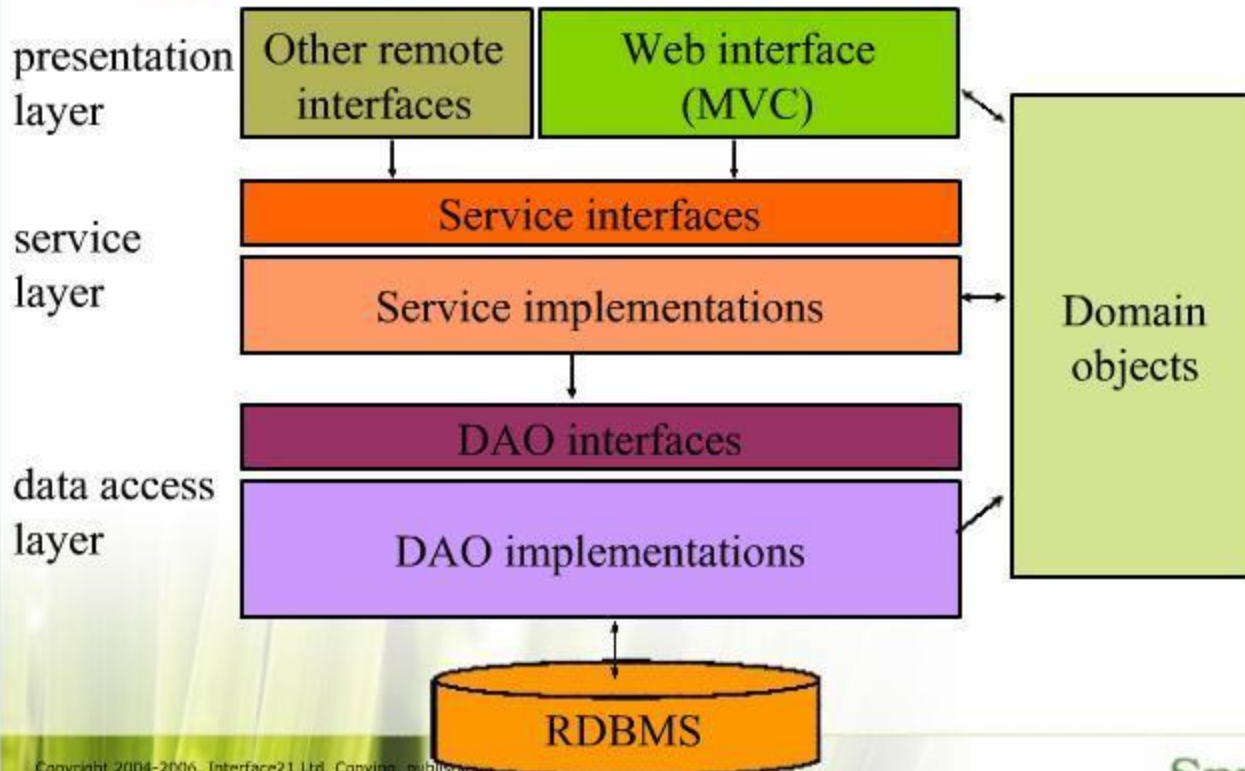 presentation
layer
Other remote
interfaces
Web interface
(MVC)
service
layer
Service interfaces
Service implementations
Domain
objects
data access
layer
DAO interfaces
DAO implementations
RDBMS
Copyright 2004-2006, Interface21 Ltd. Copying,